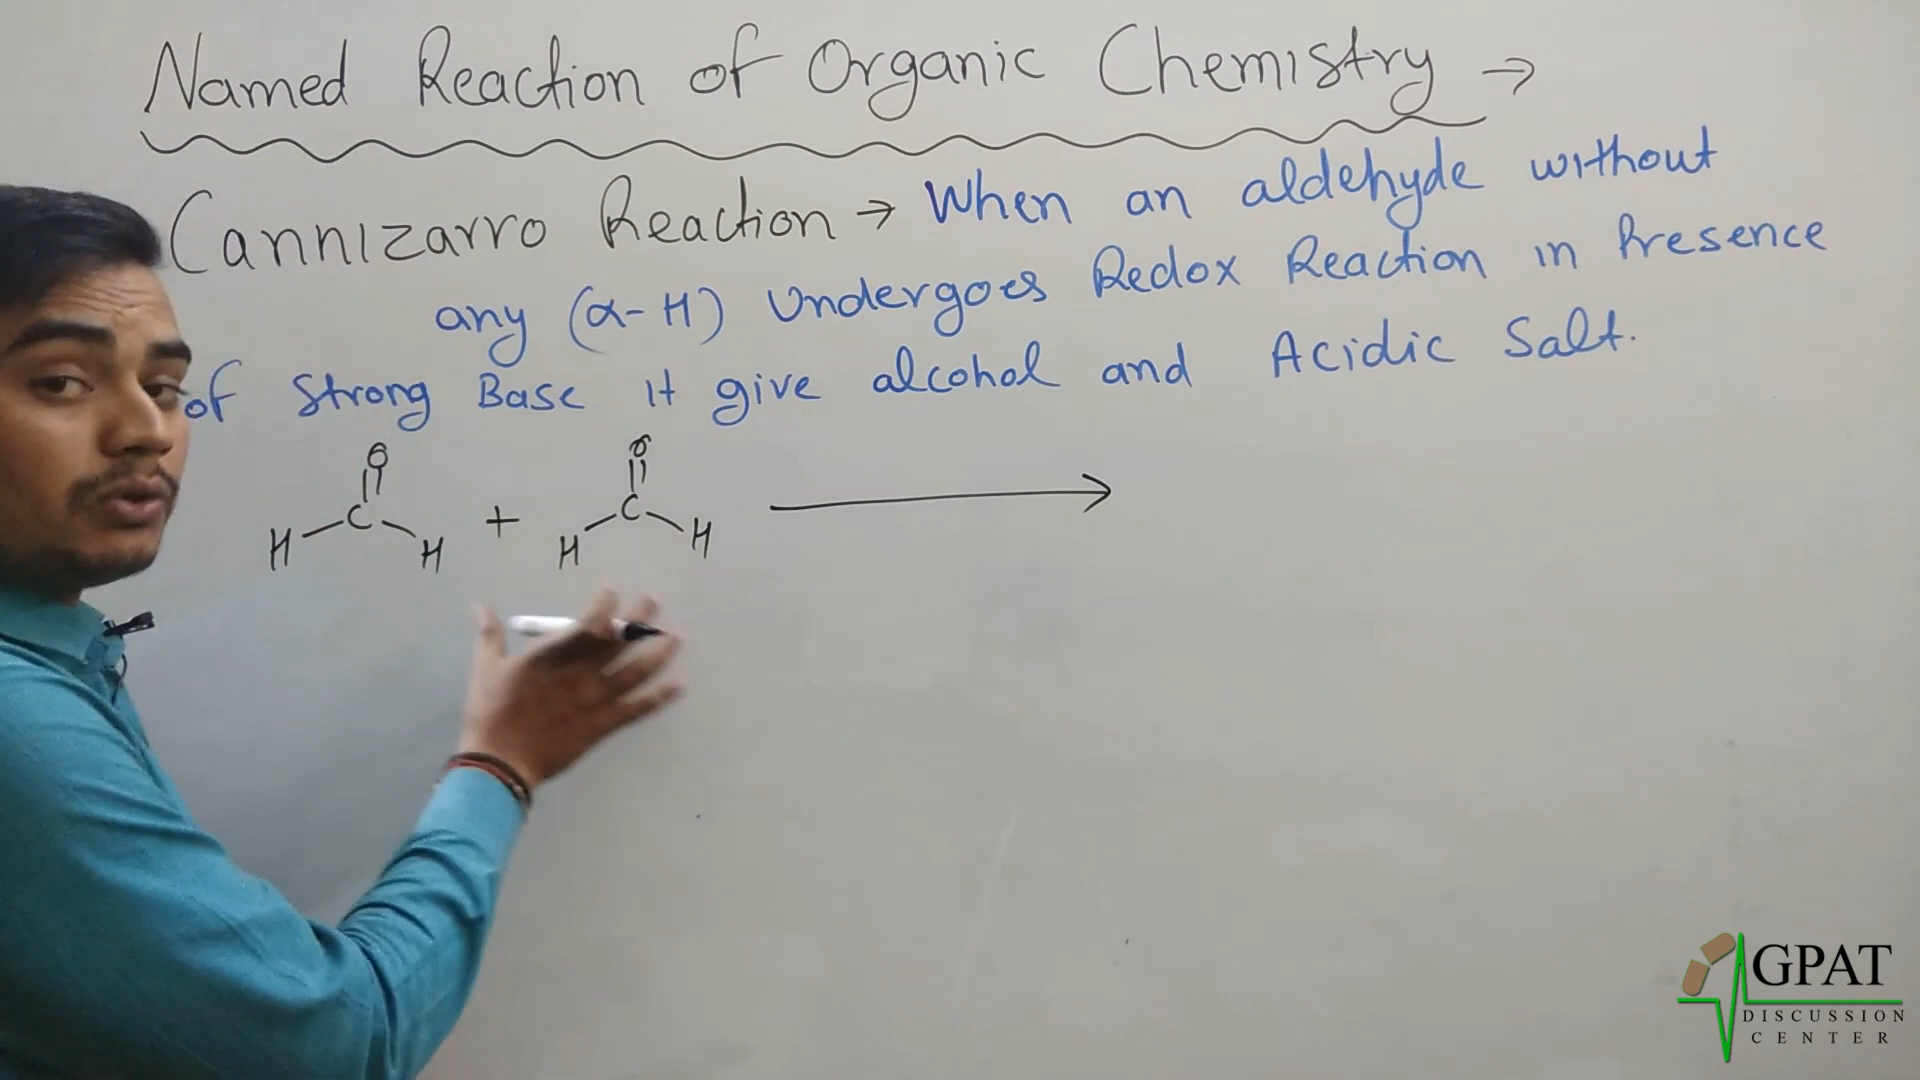 Named Reaction of Organic Chemistry →
Cannizarro Reaction → When an aldehyde without
any (α-H) Undergoes Redox Reaction in Presence
of Strong Base it give alcohol and Acidic Salt.
O O
H C H + H C H
GPAT
DISCUSSION
CENTER